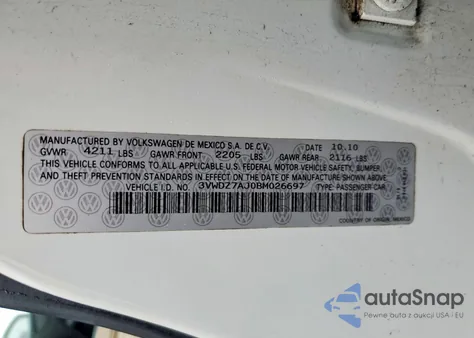 MANUFACTURED BY VOLKSWAGEN DE MEXICO S.A. DE C.V. DATE 10.10
GVWR 4211 LBS GAWR FRONT 2205 LBS GAWR REAR 2116 LBS
THIS VEHICLE CONFORMS TO ALL APPLICABLE U.S. FEDERAL MOTOR VEHICLE SAFETY, BUMPER,
AND THEFT PREVENTION STANDARDS IN EFFECT ON THE DATE OF MANUFACTURE SHOWN ABOVE.
VEHICLE I.D. NO. 3VWDZ7AJ0BM026697 TYPE: PASSENGER CAR
COUNTRY OF ORIGIN: MEXICO
autaSnap
Pewne auta z aukcji USA i EU